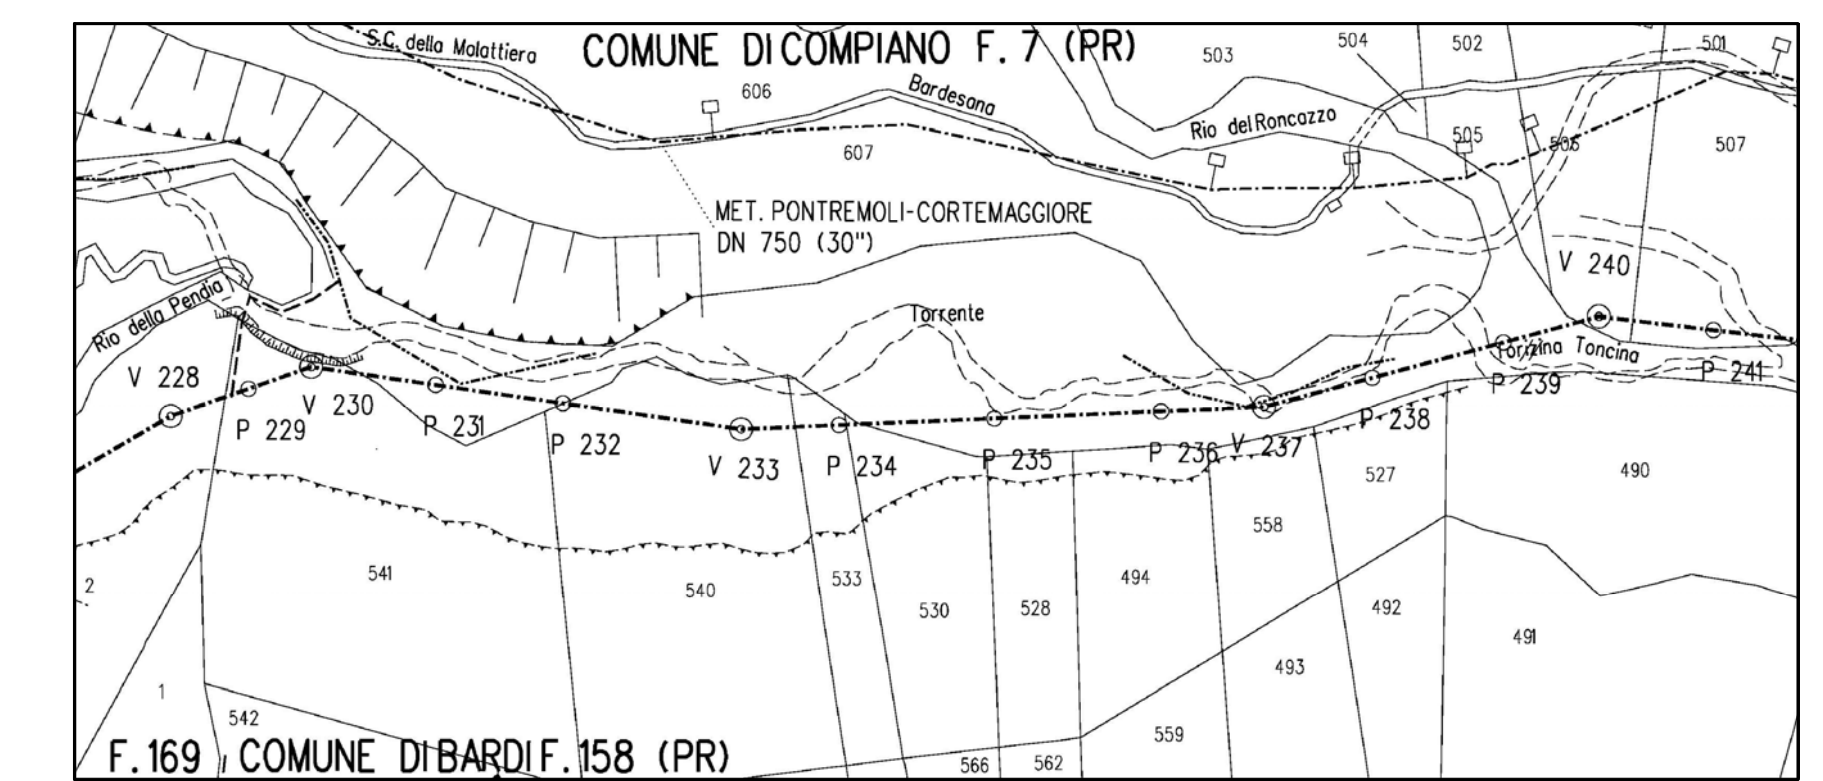 S.C. della Molattiera
COMUNE DI COMPIANO F. 7 (PR)
503
504
502
501
606
Bardesana
Rio del Roncazzo
505
506
507
607
MET. PONTREMOLI-CORTEMAGGIORE
DN 750 (30")
V 240
Rio della Pendia
Torrente
Toncina
V 228
V 230
P 229
P 231
P 232
V 233
P 234
P 235
P 236
V 237
P 238
P 239
P 241
527
490
558
2
541
540
533
530
528
494
492
491
493
1
542
559
566
562
F. 169
COMUNE DI BARDI F. 158 (PR)